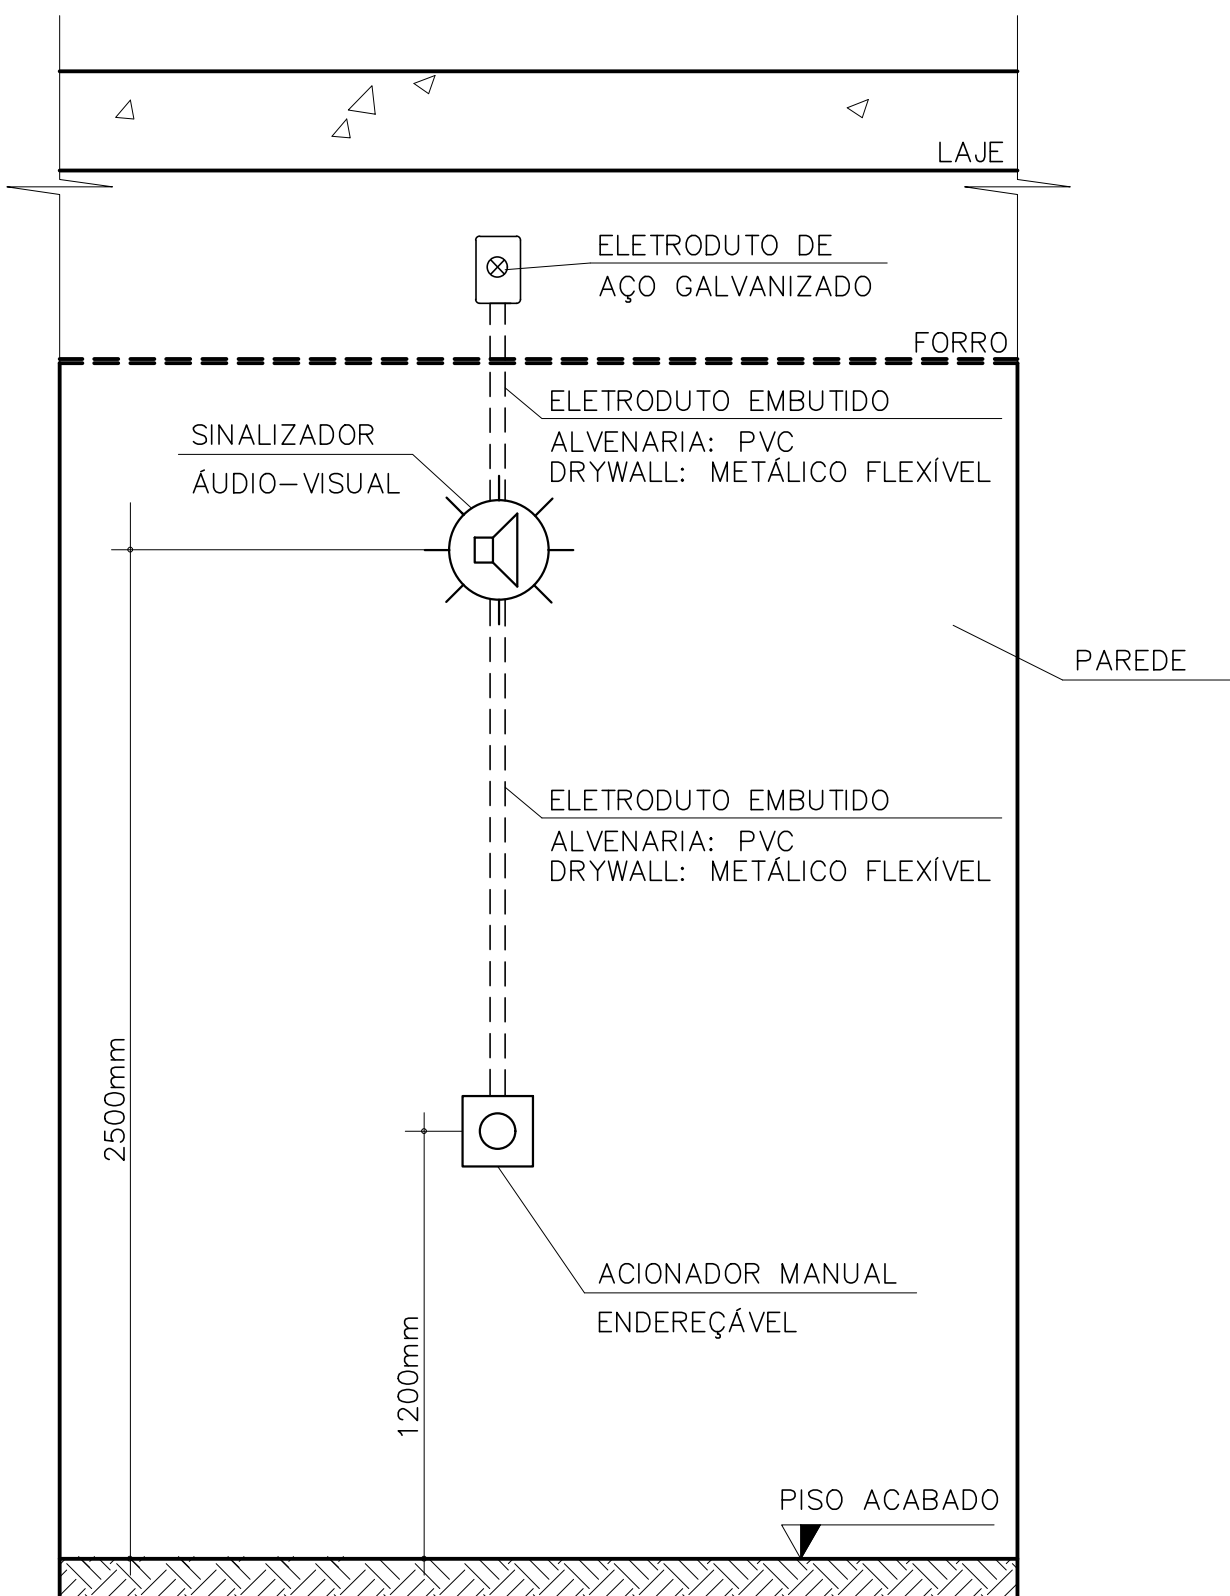 LAJE
ELETRODUTO DE
AÇO GALVANIZADO
FORRO
ELETRODUTO EMBUTIDO
ALVENARIA: PVC
DRYWALL: METÁLICO FLEXÍVEL
SINALIZADOR
ÁUDIO-VISUAL
PAREDE
ELETRODUTO EMBUTIDO
ALVENARIA: PVC
DRYWALL: METÁLICO FLEXÍVEL
2500mm
ACIONADOR MANUAL
ENDEREÇÁVEL
1200mm
PISO ACABADO